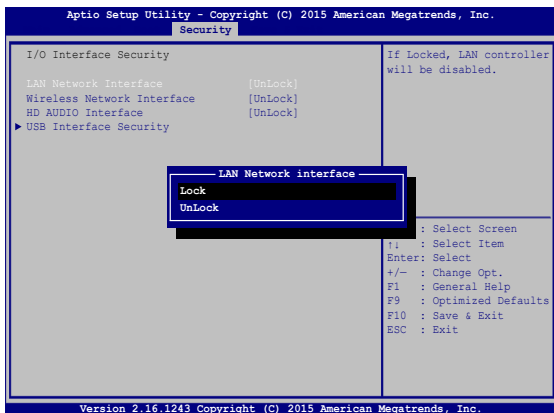 Aptio Setup Utility - Copyright (C) 2015 American Megatrends, Inc.
Security
I/O Interface Security
LAN Network Interface [UnLock]
Wireless Network Interface [UnLock]
HD AUDIO Interface [UnLock]
USB Interface Security
If Locked, LAN controller
will be disabled.
LAN Network interface
Lock
UnLock
: Select Screen
↑↓ : Select Item
Enter: Select
+/— : Change Opt.
F1 : General Help
F9 : Optimized Defaults
F10 : Save & Exit
ESC : Exit
Version 2.16.1243 Copyright (C) 2015 American Megatrends, Inc.